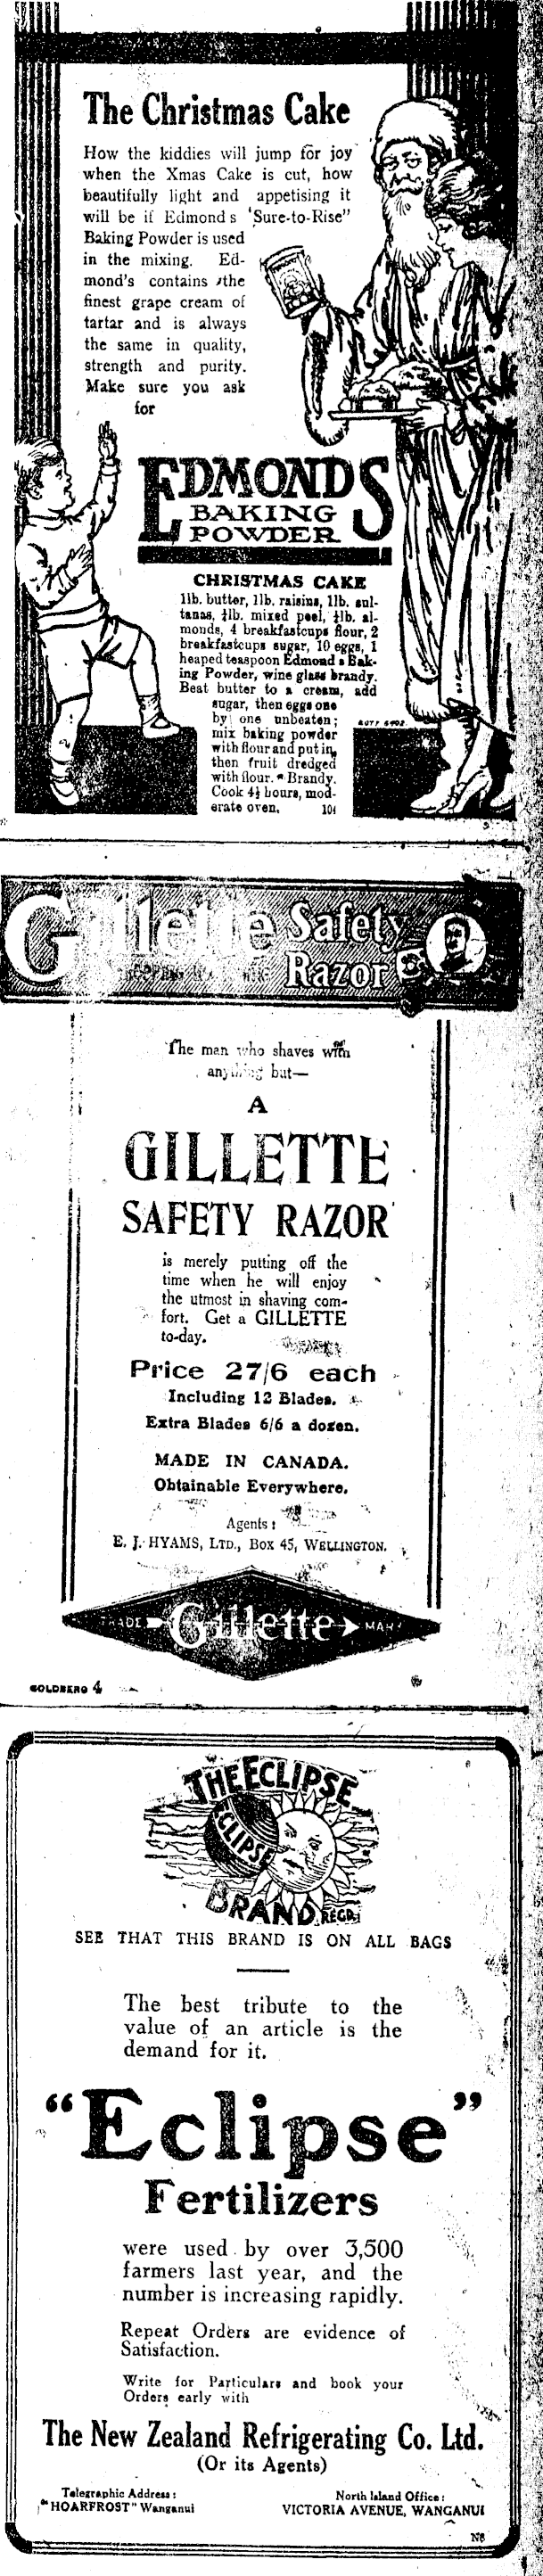 The Christmas Cake
How the kiddies will jump for joy
when the Xmas Cake is cut, how
beautifully light and appetising it
will be if Edmond s 'Sure-to-Rise"
Baking Powder is used
in the mixing. Ed-
mond's contains the
finest grape cream of
tartar and is always
the same in quality,
strength and purity.
Make sure you ask
for
EDMONDS
BAKING
POWDER
CHRISTMAS CAKE
1lb. butter, 1lb. raisins, 1lb. sul-
tanas, ½lb. mixed peel, ½lb. al-
monds, 4 breakfastcups flour, 2
breakfastcups sugar, 10 eggs, 1
heaped teaspoon Edmond s Bak-
ing Powder, wine glass brandy.
Beat butter to a cream, add
sugar, then eggs one
by one unbeaten;
mix baking powder
with flour and put in,
then fruit dredged
with flour. Brandy.
Cook 4½ hours, mod-
erate oven. 104
Gillette Safety
Razor
The man who shaves with
anything but—
A
GILLETTE
SAFETY RAZOR
is merely putting off the
time when he will enjoy
the utmost in shaving com-
fort. Get a GILLETTE
to-day.
Price 27/6 each
Including 12 Blades.
Extra Blades 6/6 a dozen.
MADE IN CANADA.
Obtainable Everywhere.
Agents:
E. J. HYAMS, LTD., Box 45, WELLINGTON.
TRADE Gillette MARK
GOLDBERG 4
THE ECLIPSE
ECLIPSE
BRAND REGD.
SEE THAT THIS BRAND IS ON ALL BAGS
The best tribute to the
value of an article is the
demand for it.
"Eclipse"
Fertilizers
were used by over 3,500
farmers last year, and the
number is increasing rapidly.
Repeat Orders are evidence of
Satisfaction.
Write for Particulars and book your
Orders early with
The New Zealand Refrigerating Co. Ltd.
(Or its Agents)
Telegraphic Address:
"HOARFROST" Wanganui
North Island Office:
VICTORIA AVENUE, WANGANUI
N6